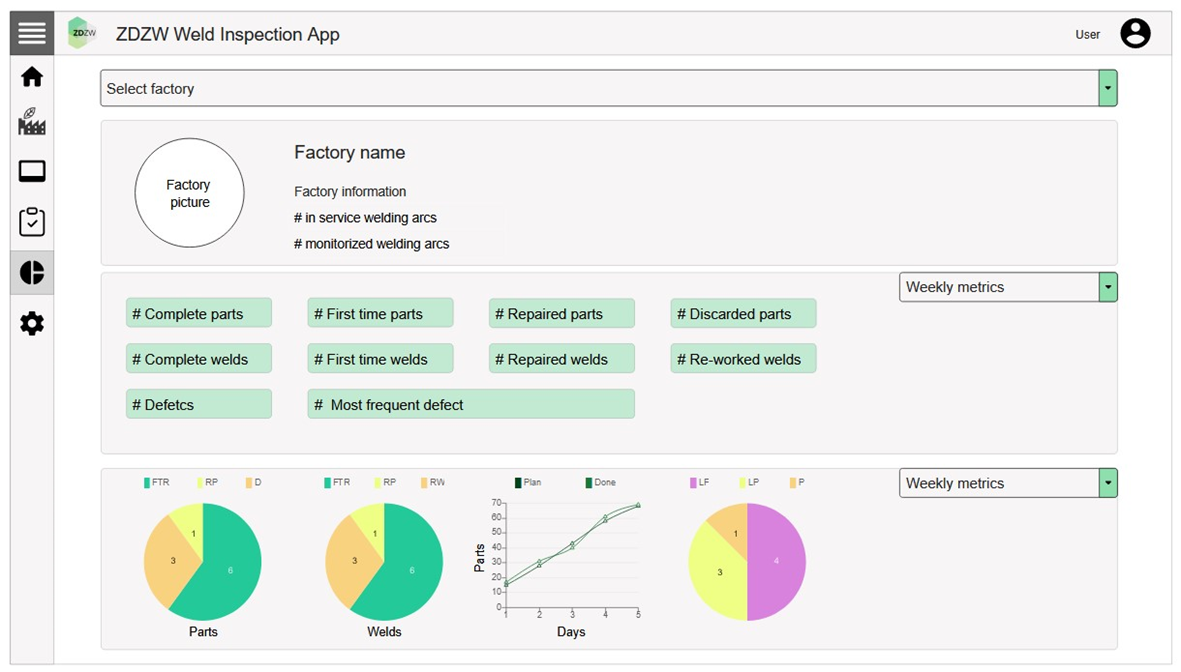 ZDZW
ZDZW Weld Inspection App
User
Select factory
Factory picture
Factory name
Factory information
# in service welding arcs
# monitorized welding arcs
Weekly metrics
# Complete parts
# First time parts
# Repaired parts
# Discarded parts
# Complete welds
# First time welds
# Repaired welds
# Re-worked welds
# Defetcs
# Most frequent defect
Weekly metrics
FTR RP D
1
3
6
Parts
FTR RP RW
1
3
6
Welds
Plan Done
70
60
50
40
30
20
10
0
Parts
1 2 3 4 5
Days
LF LP P
1
4
3